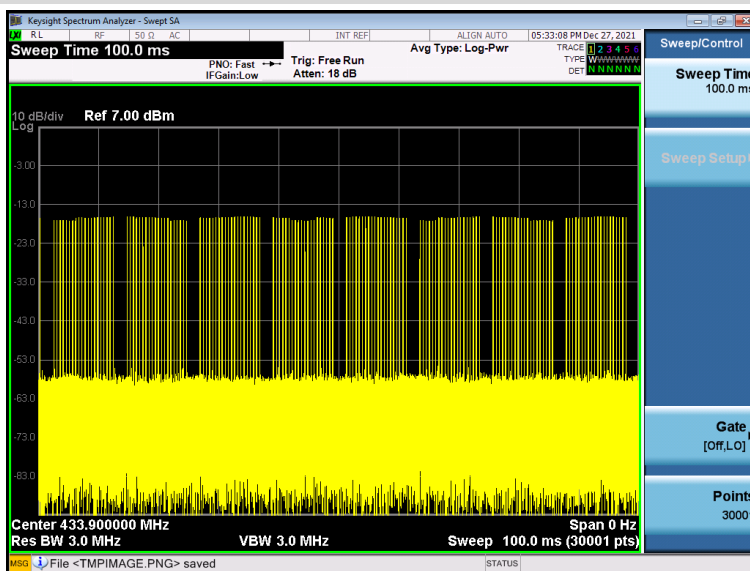 Keysight Spectrum Analyzer - Swept SA
LXI RL RF 50 Ω AC INT REF ALIGN AUTO 05:33:08 PM Dec 27, 2021
Sweep Time 100.0 ms
PNO: Fast
IFGain:Low
Trig: Free Run
Atten: 18 dB
Avg Type: Log-Pwr
TRACE 1 2 3 4 5 6
TYPE WWWWWW
DET N N N N N N
10 dB/div Ref 7.00 dBm
Log
-3.00
-13.0
-23.0
-33.0
-43.0
-53.0
-63.0
-73.0
-83.0
Center 433.900000 MHz Span 0 Hz
Res BW 3.0 MHz VBW 3.0 MHz Sweep 100.0 ms (30001 pts)
MSG File <TMPIMAGE.PNG> saved STATUS
Sweep/Control
Sweep Time
100.0 ms
Sweep Setup
Gate
[Off,LO]
Points
30001